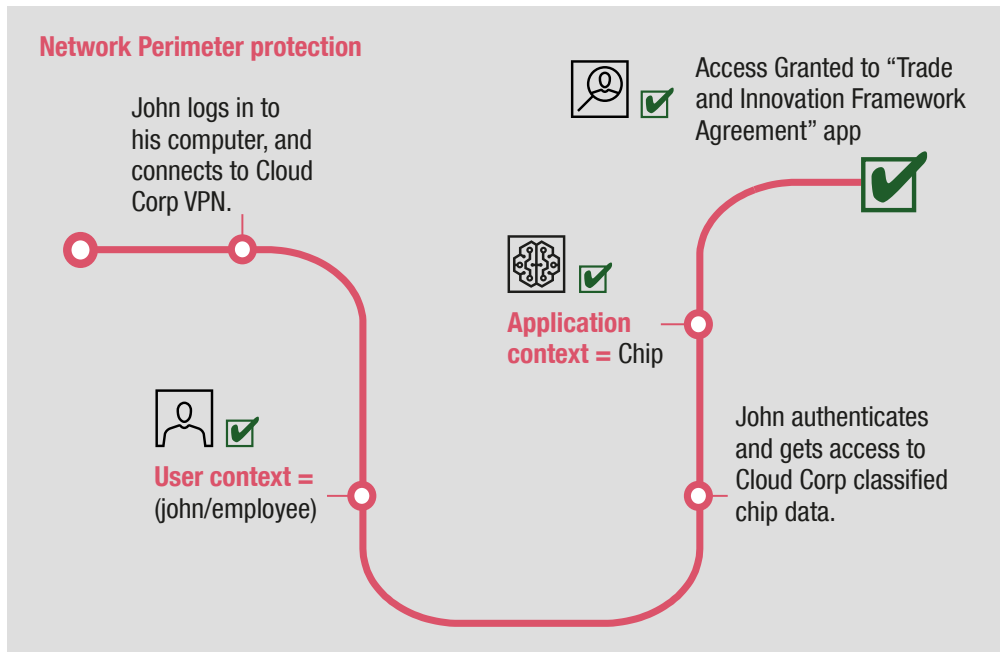 Network Perimeter protection
John logs in to
his computer, and
connects to Cloud
Corp VPN.
User context =
(john/employee)
John authenticates
and gets access to
Cloud Corp classified
chip data.
Application
context = Chip
Access Granted to “Trade
and Innovation Framework
Agreement” app